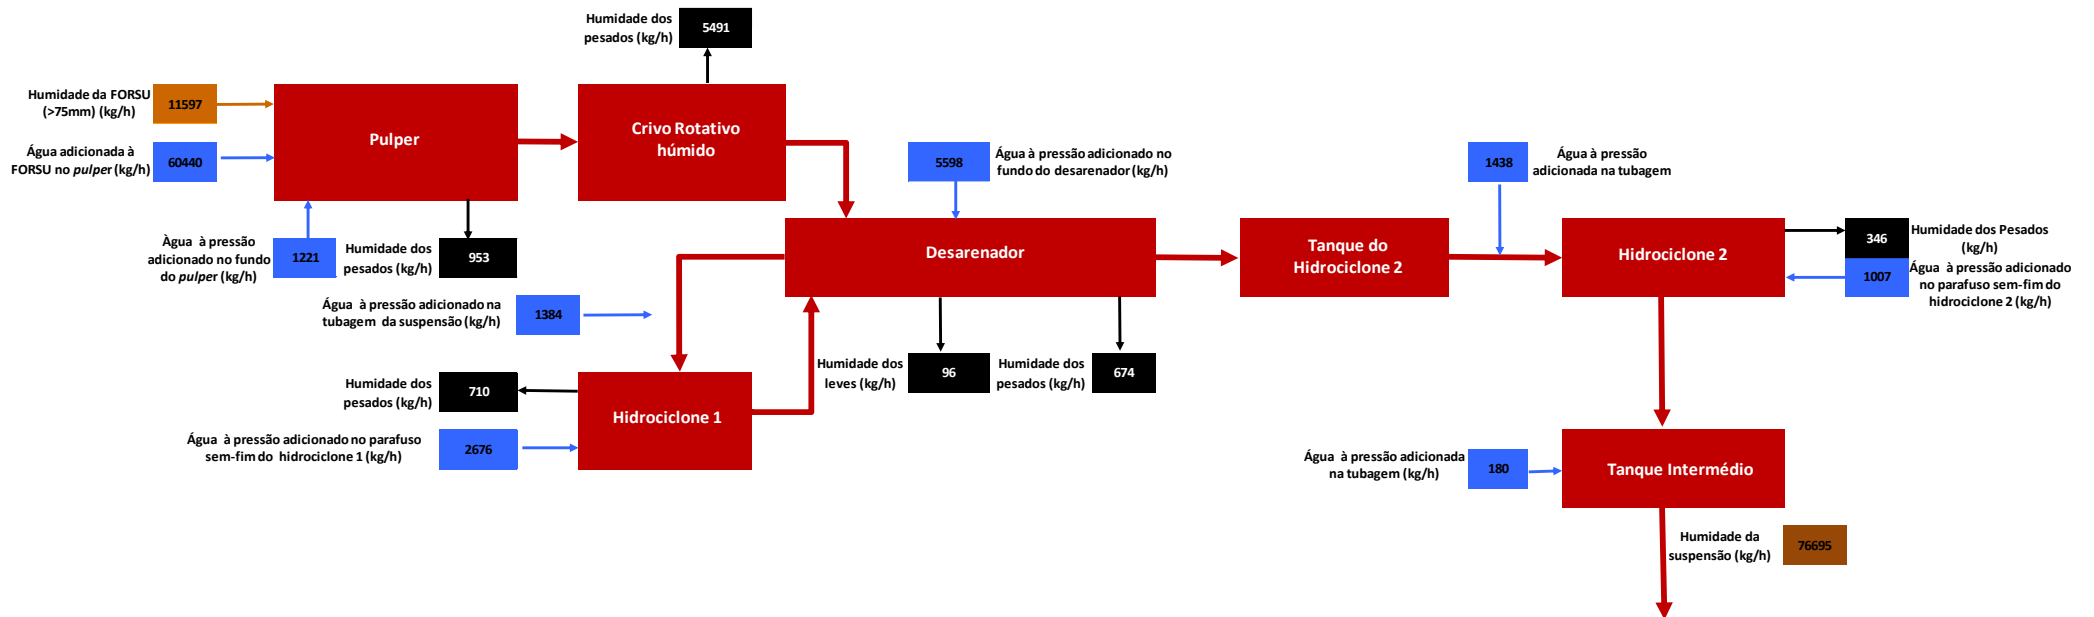 Humidade dos
pesados (kg/h)
5491
Humidade da FORSU
(>75mm) (kg/h)
11597
Água adicionada à
FORSU no pulper (kg/h)
60440
Pulper
Crivo Rotativo
húmido
Àgua à pressão
adicionado no fundo
do pulper (kg/h)
1221
Humidade dos
pesados (kg/h)
953
5598
Água à pressão adicionado no
fundo do desarenador (kg/h)
1438
Água à pressão
adicionada na tubagem
Desarenador
Tanque do
Hidrociclone 2
Hidrociclone 2
346
Humidade dos Pesados
(kg/h)
1007
Água à pressão adicionado
no parafuso sem-fim do
hidrociclone 2 (kg/h)
Água à pressão adicionado na
tubagem da suspensão (kg/h)
1384
Humidade dos
leves (kg/h)
96
Humidade dos
pesados (kg/h)
674
Humidade dos
pesados (kg/h)
710
Hidrociclone 1
Água à pressão adicionado no parafuso
sem-fim do hidrociclone 1 (kg/h)
2676
Água à pressão adicionada
na tubagem (kg/h)
180
Tanque Intermédio
Humidade da
suspensão (kg/h)
76695